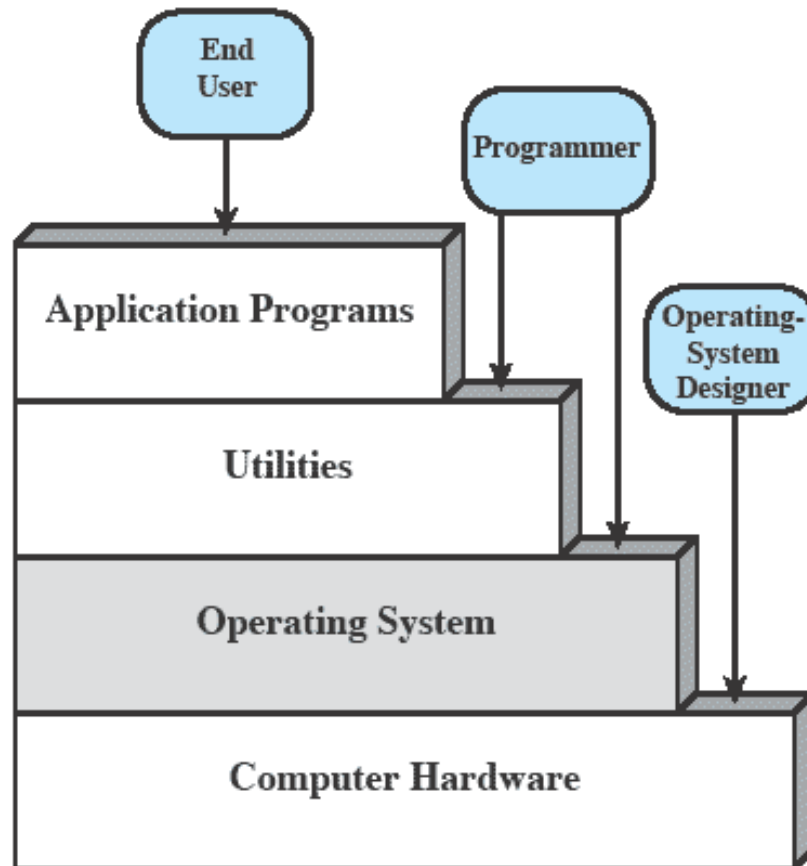 End
User
Programmer
Operating-
System
Designer
Application Programs
Utilities
Operating System
Computer Hardware